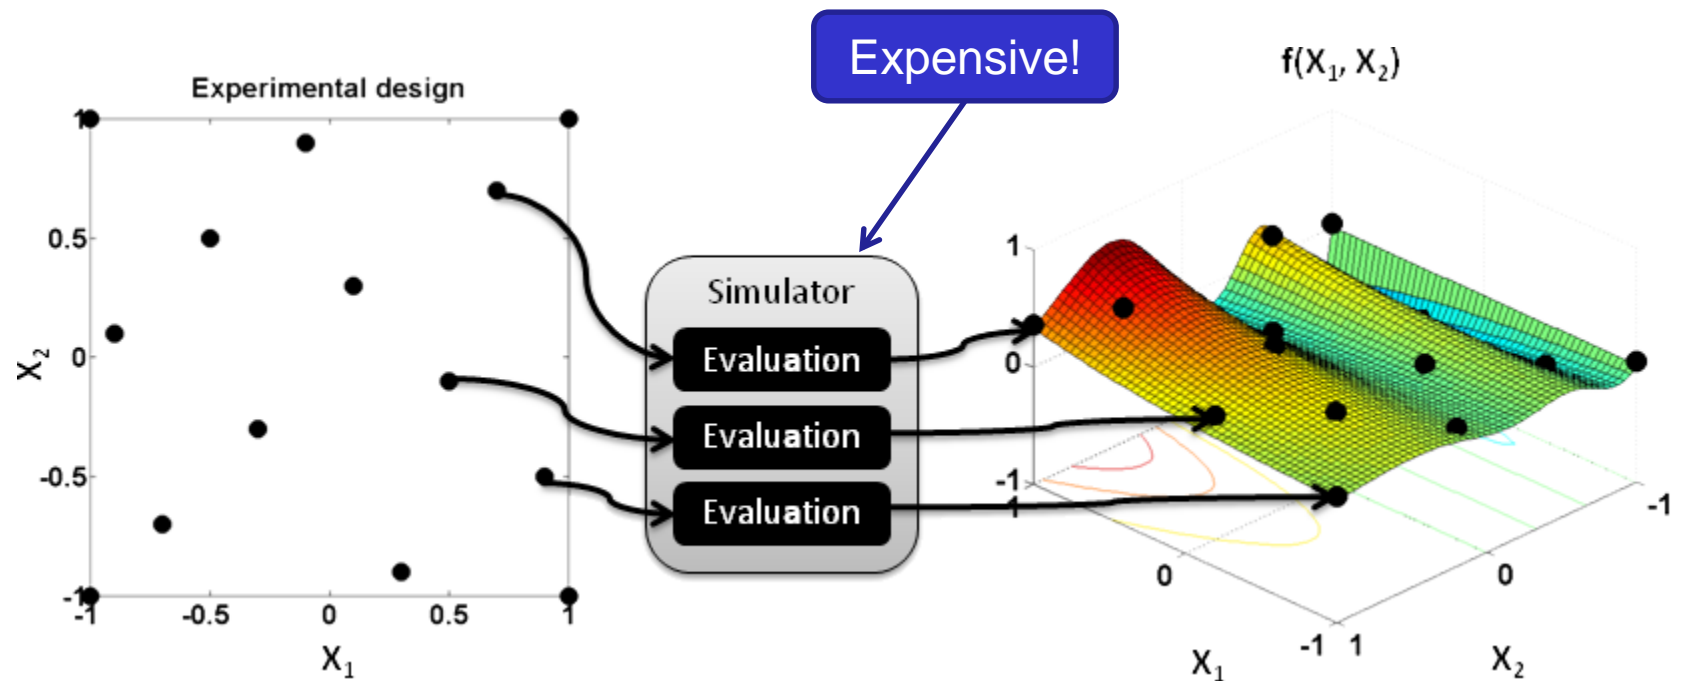 Expensive!
f(X₁, X₂)
Experimental design
1
0.5
0
-0.5
-1
-1
-0.5
0
0.5
1
X₂
X₁
Simulator
Evaluation
Evaluation
Evaluation
1
0
-1
1
0
-1
1
0
-1
X₁
X₂